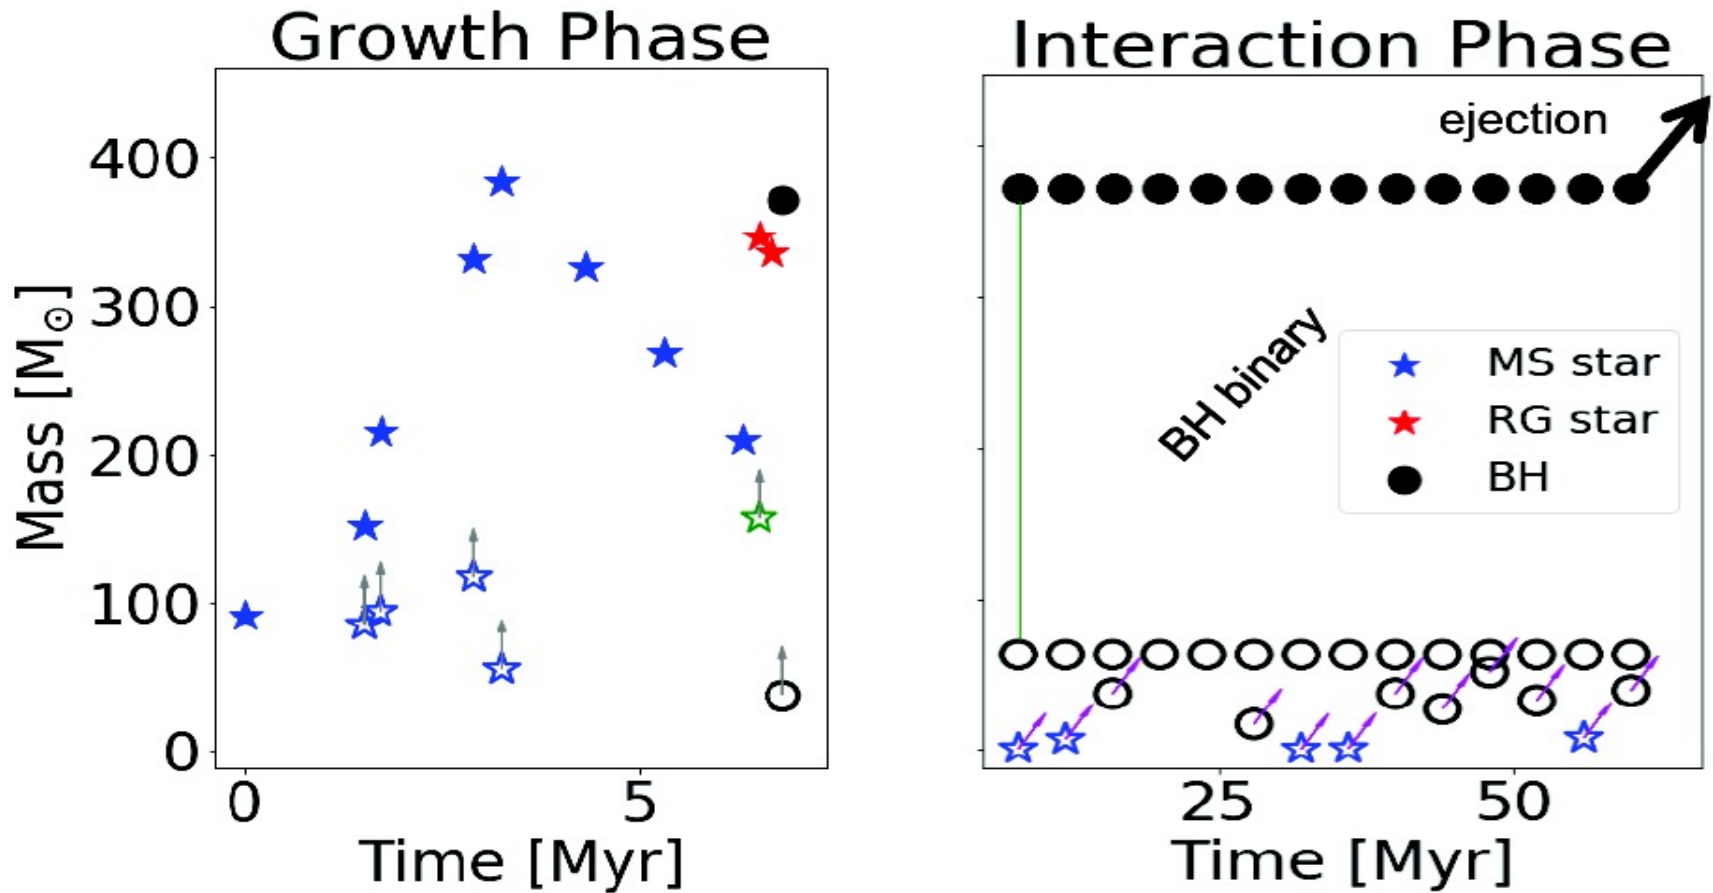 Growth Phase
Mass [M☉]
400
300
200
100
0
0 5
Time [Myr]
Interaction Phase
ejection
BH binary
MS star
RG star
BH
25 50
Time [Myr]